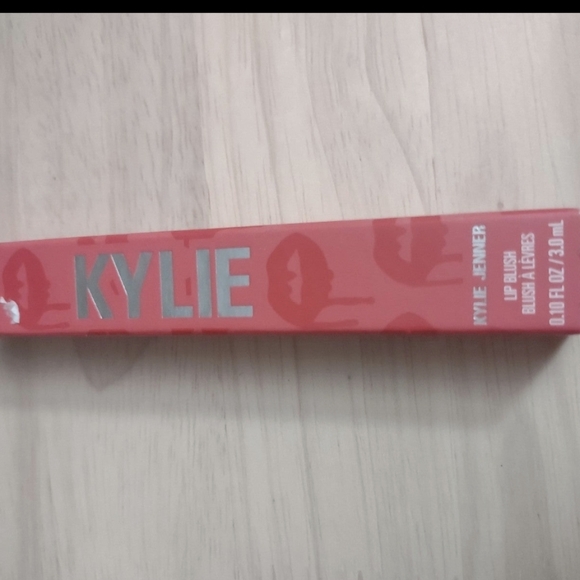 KYLIE
KYLIE JENNER
LIP BLUSH
BLUSH À LÈVRES
0.10 FL OZ / 3.0 mL